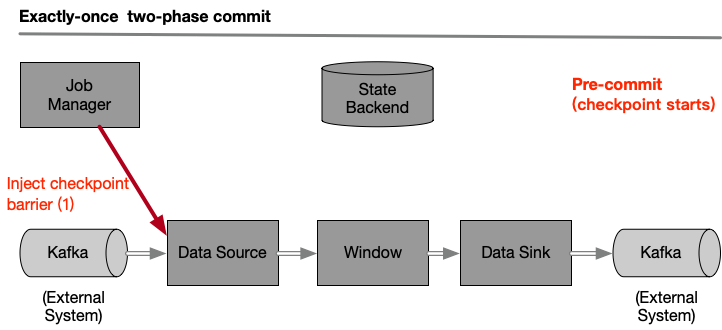 Exactly-once two-phase commit
Job
Manager
State
Backend
Pre-commit
(checkpoint starts)
Inject checkpoint
barrier (1)
Kafka
Data Source
Window
Data Sink
Kafka
(External
System)
(External
System)